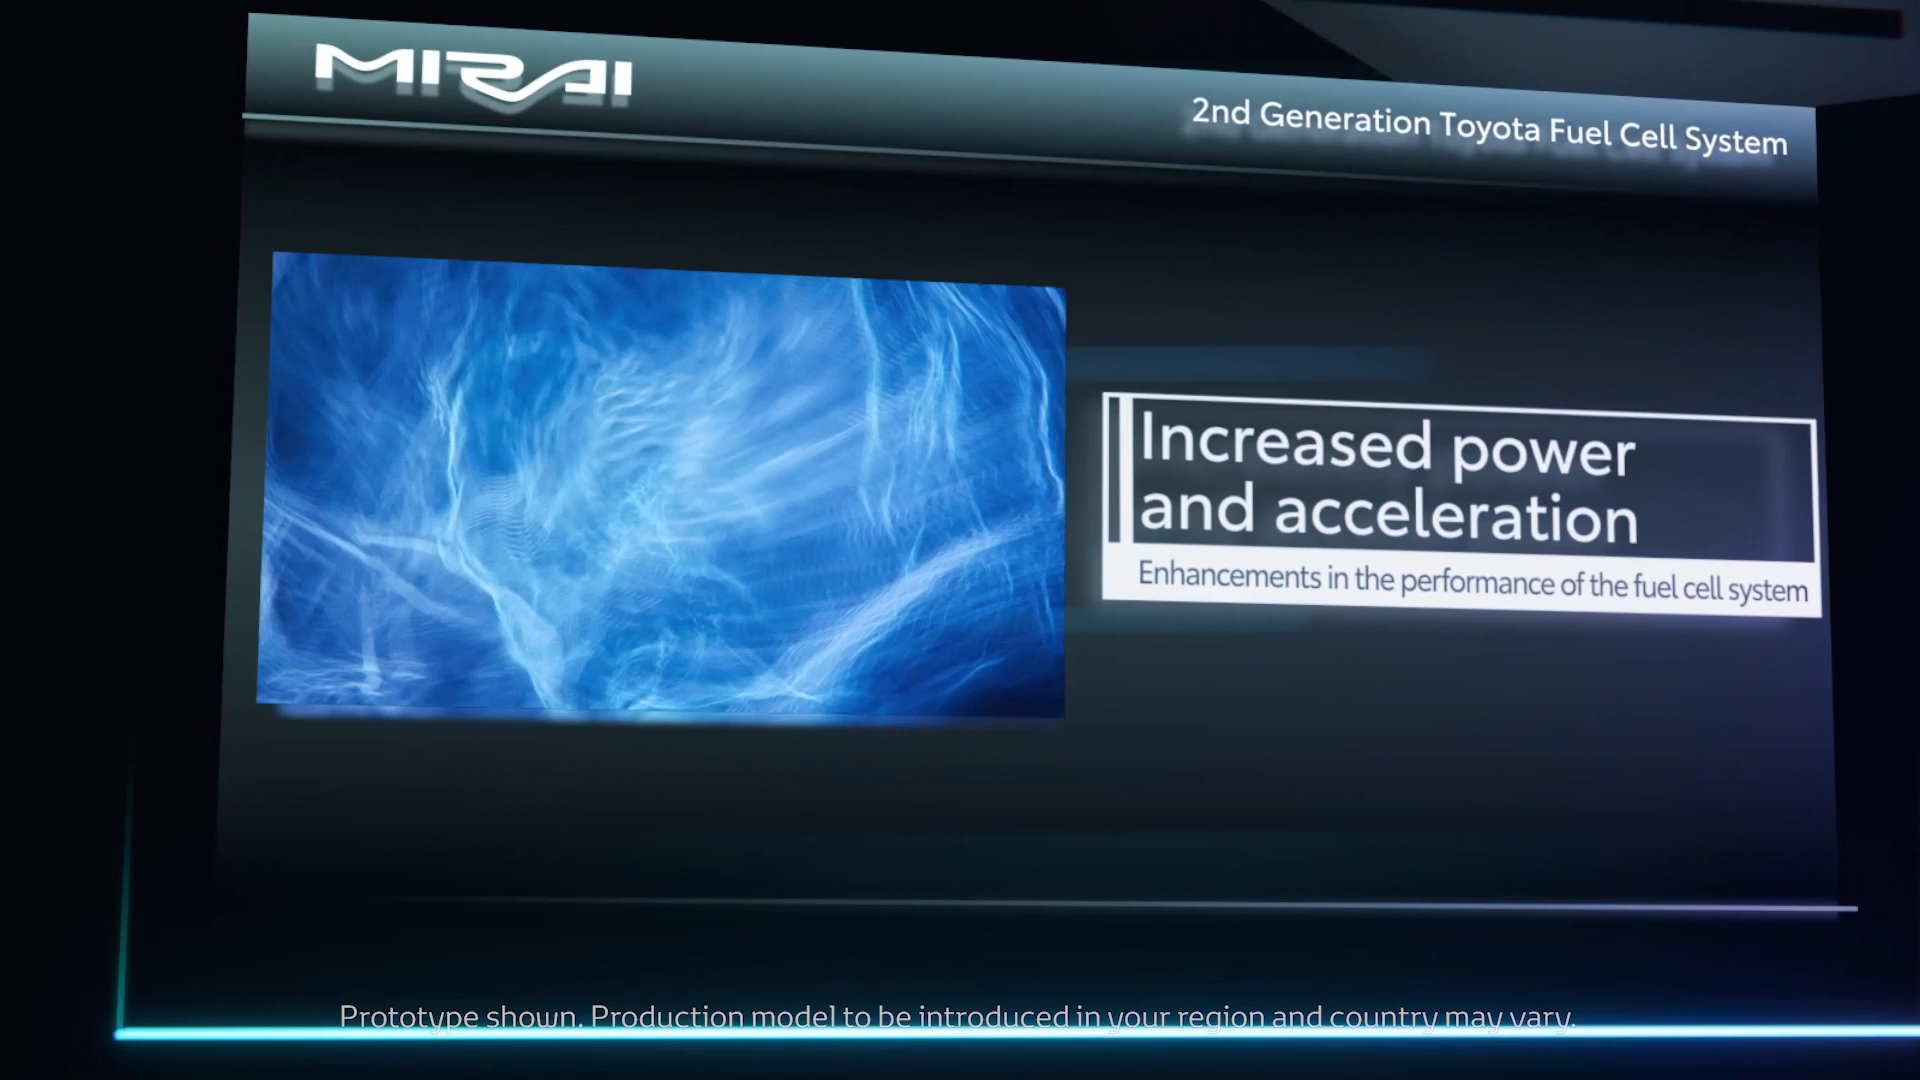 MIRAI
2nd Generation Toyota Fuel Cell System
Increased power
and acceleration
Enhancements in the performance of the fuel cell system
Prototype shown. Production model to be introduced in your region and country may vary.